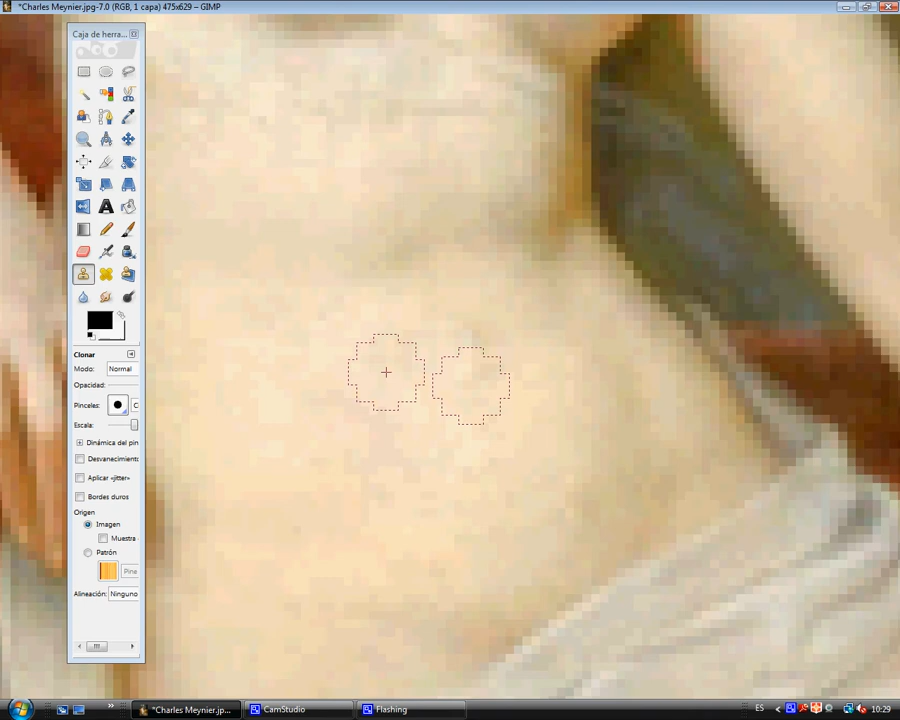 *Charles Meynier.jpg-7.0 (RGB, 1 capa) 475x629 – GIMP
Caja de herra...
Clonar
Modo: Normal
Opacidad:
Pinceles: C
Escala:
Dinámica del pin
Desvanecimiento
Aplicar «jitter»
Bordes duros
Origen
Imagen
Muestra
Patrón
Pine
Alineación: Ninguno
*Charles Meynier.jp...
CamStudio
Flashing
ES
10:29